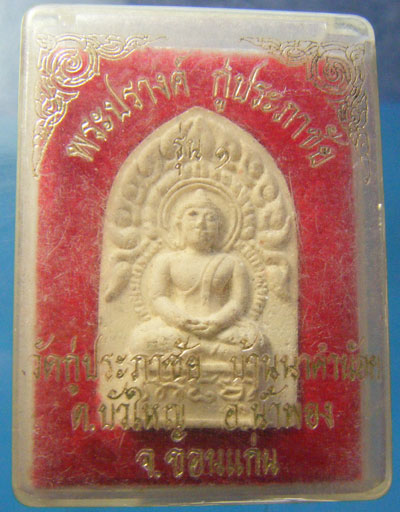 พระปรางค์ กู่ประภาชัย
รุ่น ๑
วัดกู่ประภาชัย บ้านนาคำน้อย
ต.บัวใหญ่ อ.น้ำพอง
จ.ขอนแก่น